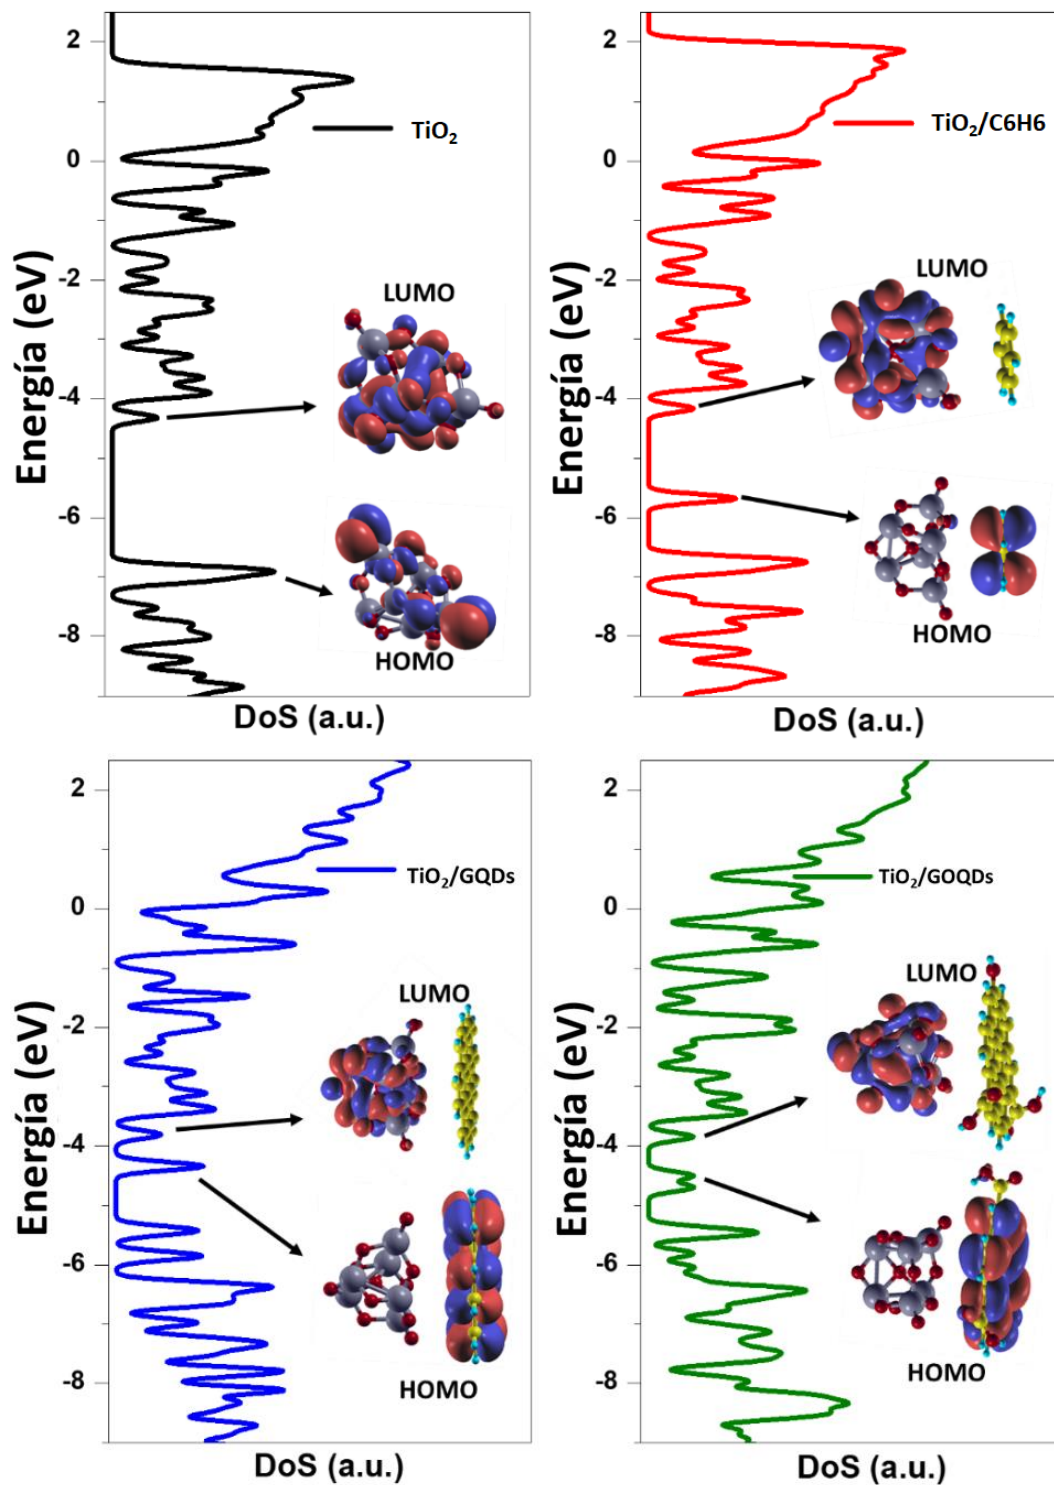 Energía (eV)
2
0
-2
-4
-6
-8
TiO₂
LUMO
HOMO
DoS (a.u.)
Energía (eV)
2
0
-2
-4
-6
-8
TiO₂/C6H6
LUMO
HOMO
DoS (a.u.)
Energía (eV)
2
0
-2
-4
-6
-8
TiO₂/GQDs
LUMO
HOMO
DoS (a.u.)
Energía (eV)
2
0
-2
-4
-6
-8
TiO₂/GOQDs
LUMO
HOMO
DoS (a.u.)